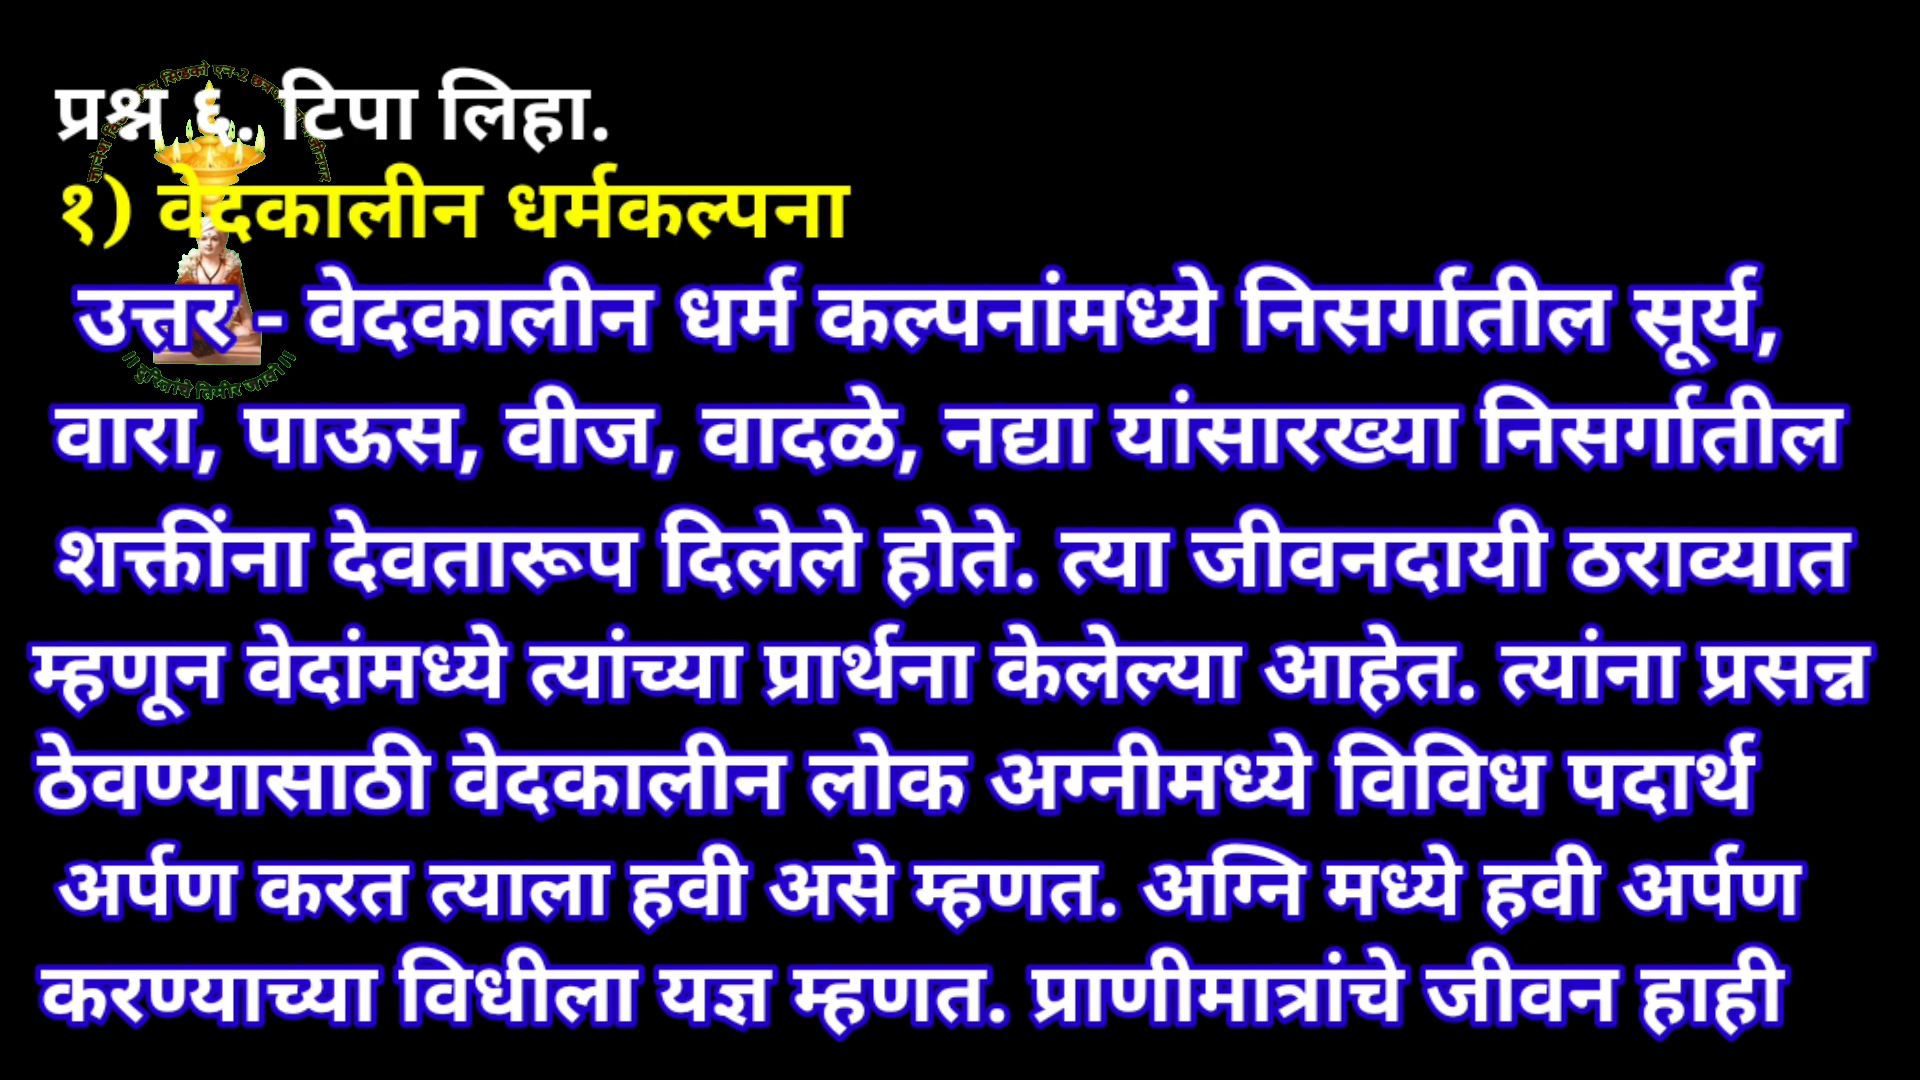 प्रश्न ६. टिपा लिहा.
१) वेदकालीन धर्मकल्पना
उत्तर - वेदकालीन धर्म कल्पनांमध्ये निसर्गातील सूर्य,
वारा, पाऊस, वीज, वादळे, नद्या यांसारख्या निसर्गातील
शक्तींना देवतारूप दिलेले होते. त्या जीवनदायी ठराव्यात
म्हणून वेदांमध्ये त्यांच्या प्रार्थना केलेल्या आहेत. त्यांना प्रसन्न
ठेवण्यासाठी वेदकालीन लोक अग्नीमध्ये विविध पदार्थ
अर्पण करत त्याला हवी असे म्हणत. अग्नि मध्ये हवी अर्पण
करण्याच्या विधीला यज्ञ म्हणत. प्राणीमात्रांचे जीवन हाही
।। दुरितांचे तिमीर जावो ।।